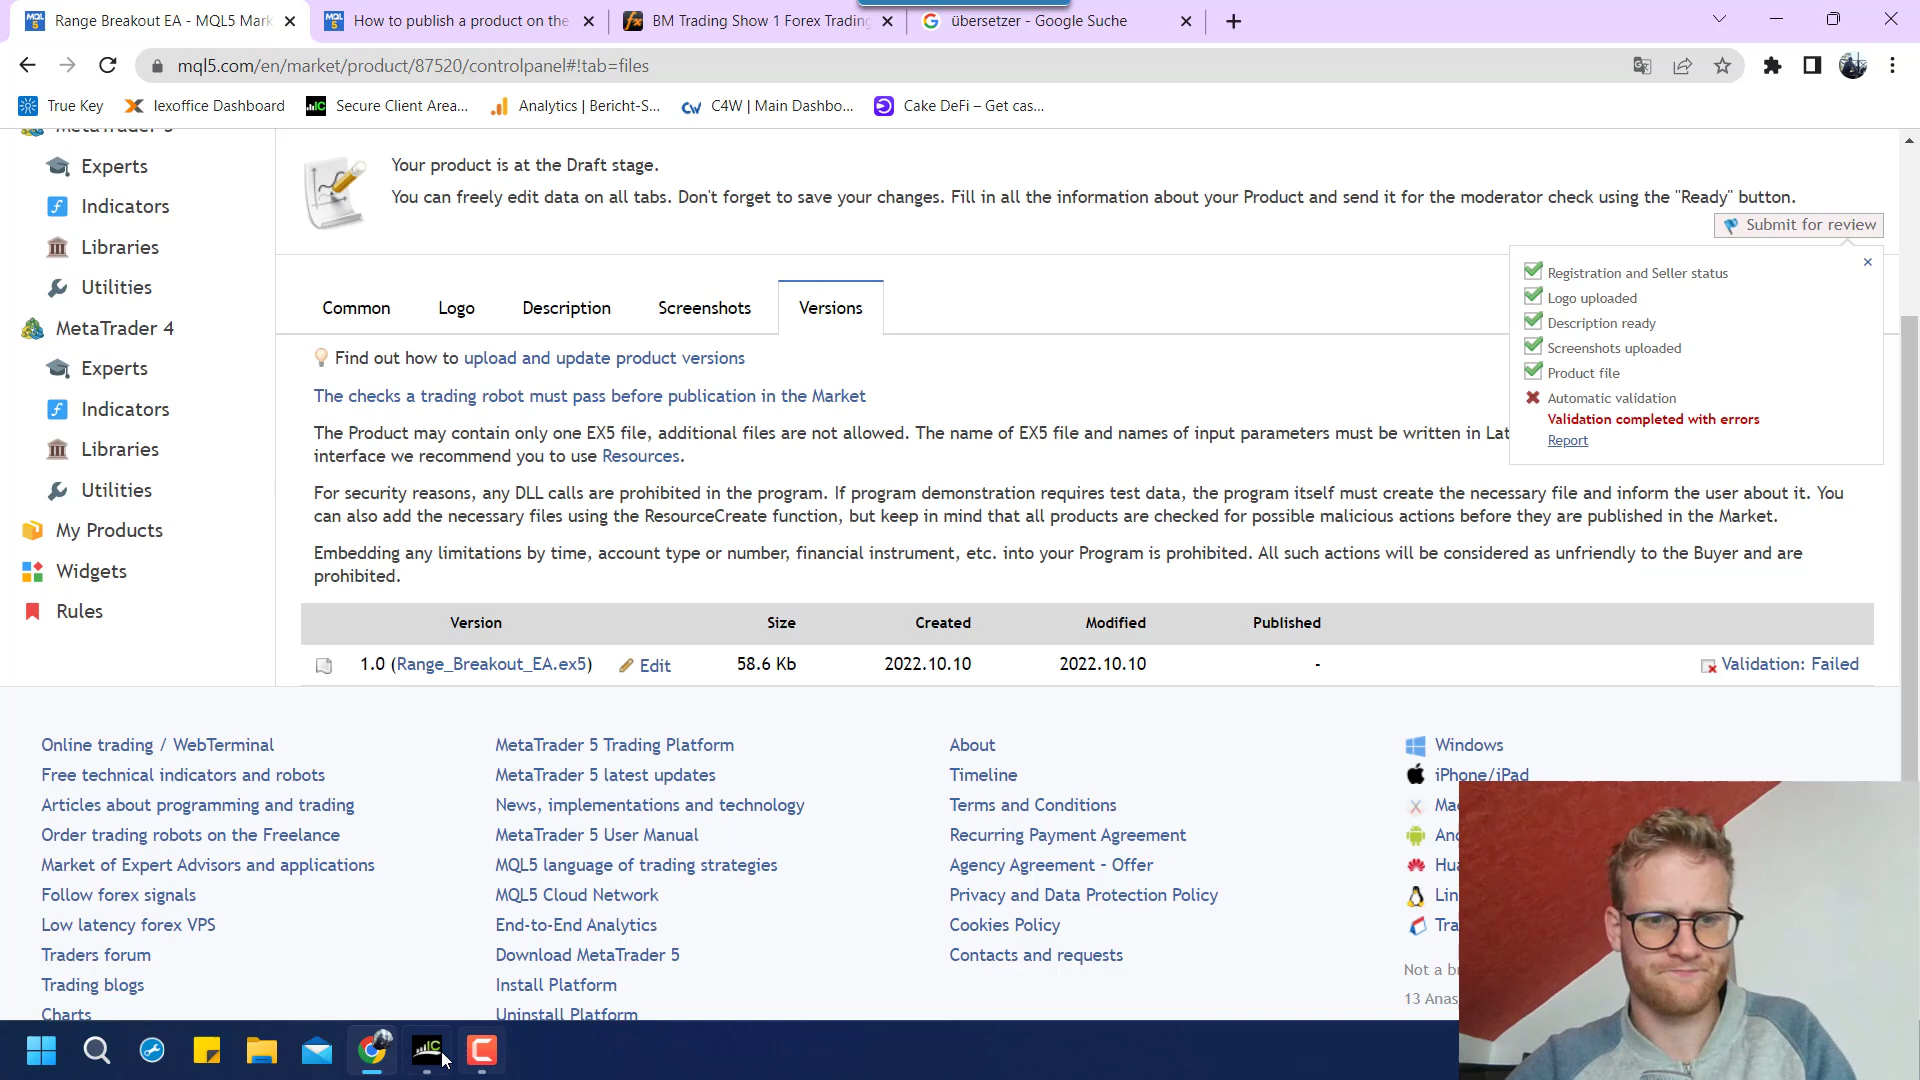 Range Breakout EA - MQL5 Mark
How to publish a product on the
BM Trading Show 1 Forex Trading
übersetzer - Google Suche
mql5.com/en/market/product/87520/controlpanel#!tab=files
True Key
lexoffice Dashboard
Secure Client Area...
Analytics | Bericht-S...
C4W | Main Dashbo...
Cake DeFi – Get cas...
MetaTrader 5
Experts
Indicators
Libraries
Utilities
MetaTrader 4
Experts
Indicators
Libraries
Utilities
My Products
Widgets
Rules
Your product is at the Draft stage.
You can freely edit data on all tabs. Don't forget to save your changes. Fill in all the information about your Product and send it for the moderator check using the "Ready" button.
Submit for review
Registration and Seller status
Logo uploaded
Description ready
Screenshots uploaded
Product file
Automatic validation
Validation completed with errors
Report
Common
Logo
Description
Screenshots
Versions
Find out how to upload and update product versions
The checks a trading robot must pass before publication in the Market
The Product may contain only one EX5 file, additional files are not allowed. The name of EX5 file and names of input parameters must be written in Lat
interface we recommend you to use Resources.
For security reasons, any DLL calls are prohibited in the program. If program demonstration requires test data, the program itself must create the necessary file and inform the user about it. You
can also add the necessary files using the ResourceCreate function, but keep in mind that all products are checked for possible malicious actions before they are published in the Market.
Embedding any limitations by time, account type or number, financial instrument, etc. into your Program is prohibited. All such actions will be considered as unfriendly to the Buyer and are
prohibited.
Version Size Created Modified Published
1.0 (Range_Breakout_EA.ex5) Edit 58.6 Kb 2022.10.10 2022.10.10 - Validation: Failed
Online trading / WebTerminal
Free technical indicators and robots
Articles about programming and trading
Order trading robots on the Freelance
Market of Expert Advisors and applications
Follow forex signals
Low latency forex VPS
Traders forum
Trading blogs
Charts
MetaTrader 5 Trading Platform
MetaTrader 5 latest updates
News, implementations and technology
MetaTrader 5 User Manual
MQL5 language of trading strategies
MQL5 Cloud Network
End-to-End Analytics
Download MetaTrader 5
Install Platform
Uninstall Platform
About
Timeline
Terms and Conditions
Recurring Payment Agreement
Agency Agreement - Offer
Privacy and Data Protection Policy
Cookies Policy
Contacts and requests
Windows
iPhone/iPad
Ma
An
Hua
Lin
Tra
Not a b
13 Anas